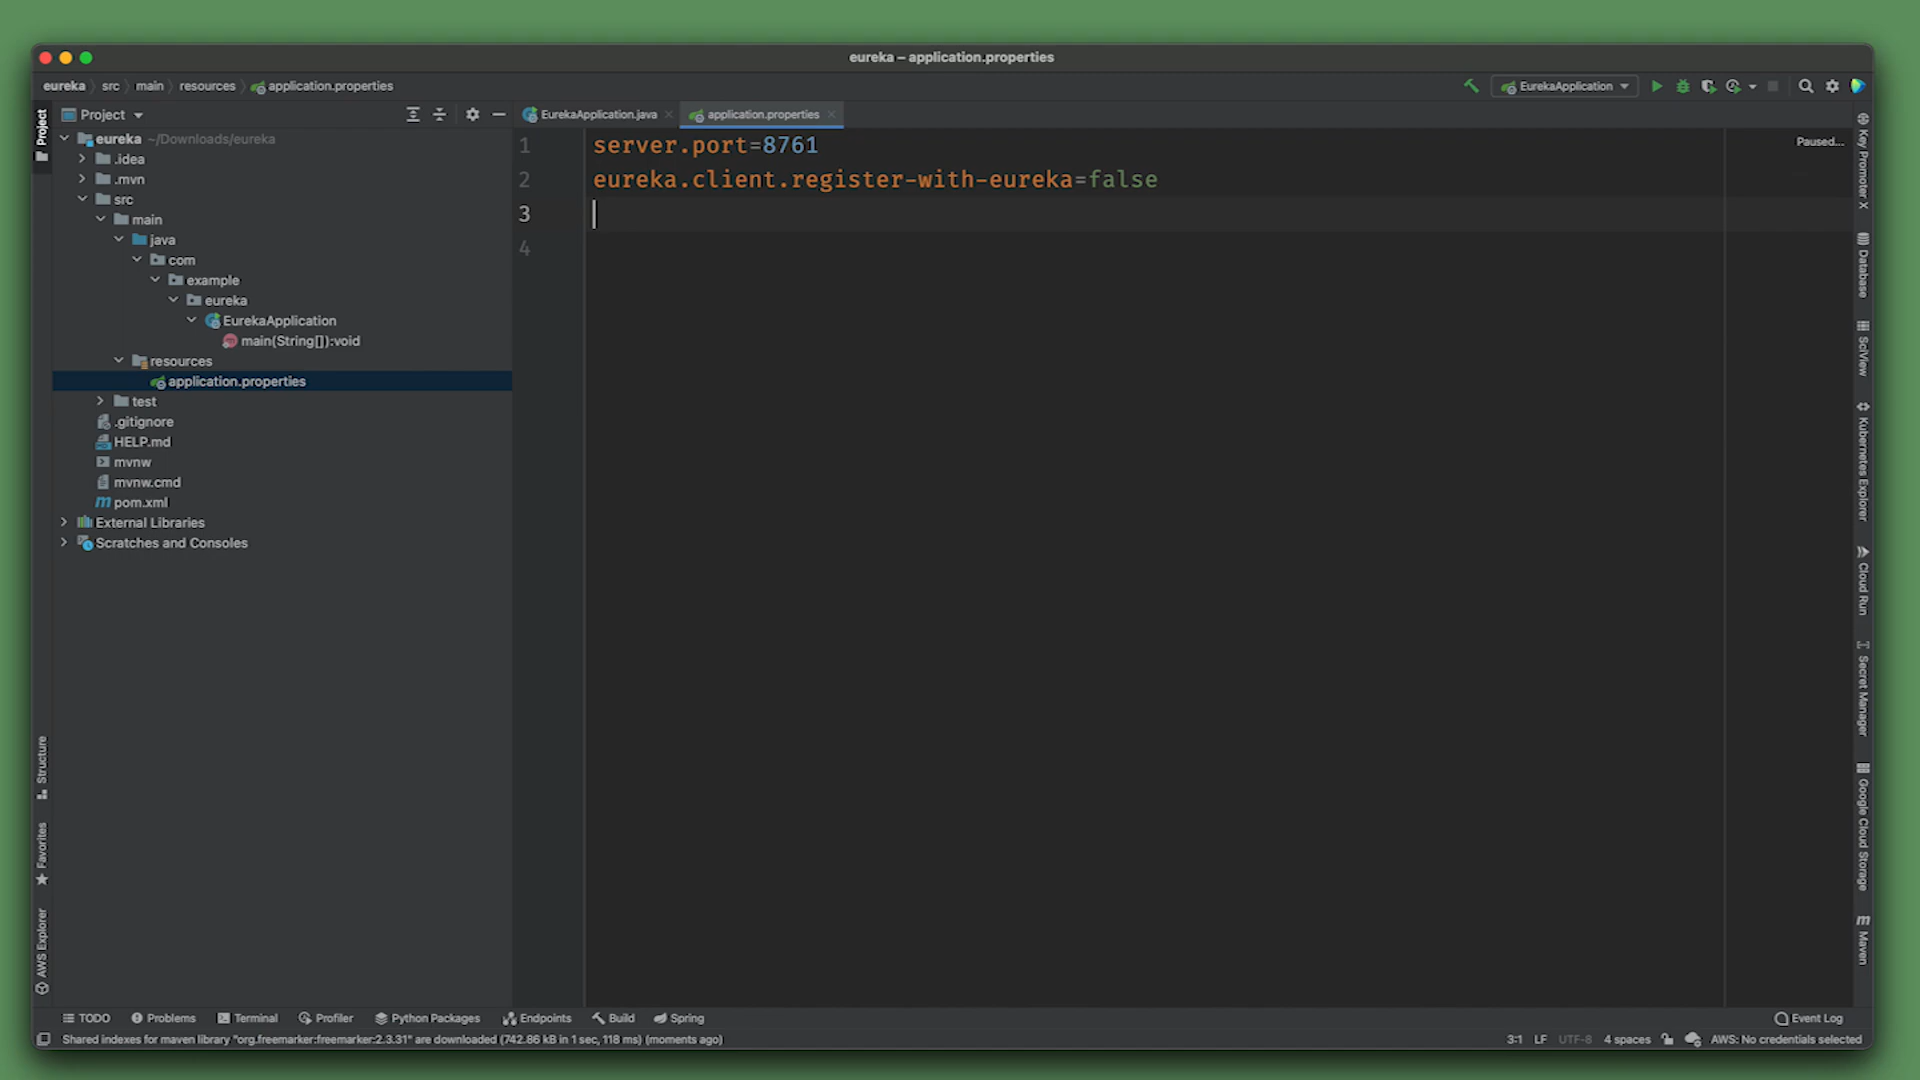 eureka – application.properties
eureka src main resources application.properties
EurekaApplication
Project
EurekaApplication.java
application.properties
eureka ~/Downloads/eureka
.idea
.mvn
src
main
java
com
example
eureka
EurekaApplication
main(String[]):void
resources
application.properties
test
.gitignore
HELP.md
mvnw
mvnw.cmd
pom.xml
External Libraries
Scratches and Consoles
1 server.port=8761
2 eureka.client.register-with-eureka=false
3
4
Paused...
Project
Structure
Favorites
AWS Explorer
Key Promoter X
Database
SciView
Kubernetes Explorer
Cloud Run
Secret Manager
Google Cloud Storage
m Maven
TODO Problems Terminal Profiler Python Packages Endpoints Build Spring Event Log
Shared indexes for maven library "org.freemarker:freemarker:2.3.31" are downloaded (742.86 kB in 1 sec, 118 ms) (moments ago) 3:1 LF UTF-8 4 spaces AWS: No credentials selected